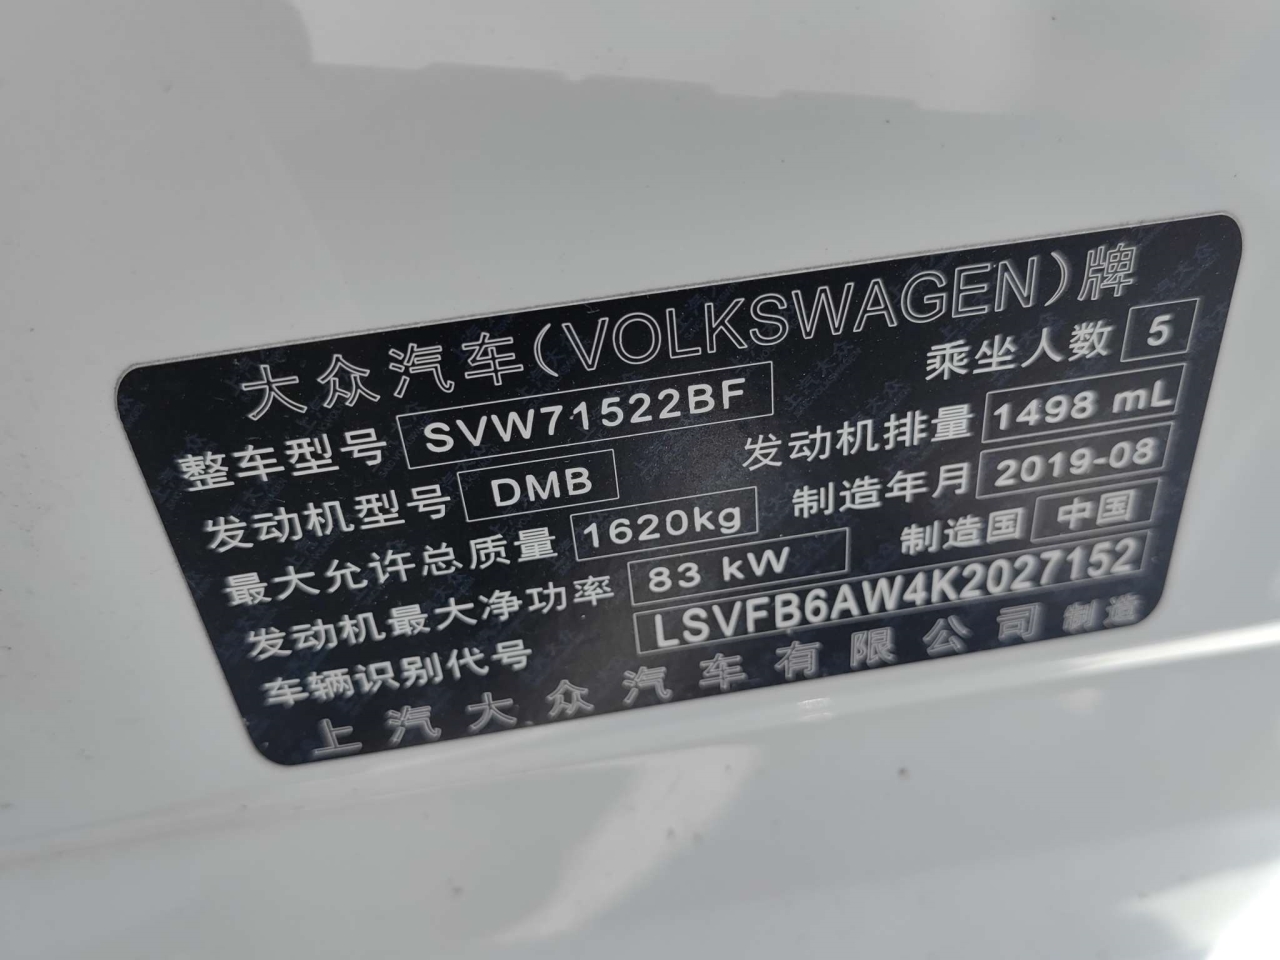 大众汽车(VOLKSWAGEN)牌
整车型号 SVW71522BF 乘坐人数 5
发动机型号 DMB 发动机排量 1498 mL
最大允许总质量 1620kg 制造年月 2019-08
发动机最大净功率 83 kW 制造国 中国
车辆识别代号 LSVFB6AW4K2027152
上汽大众汽车有限公司制造